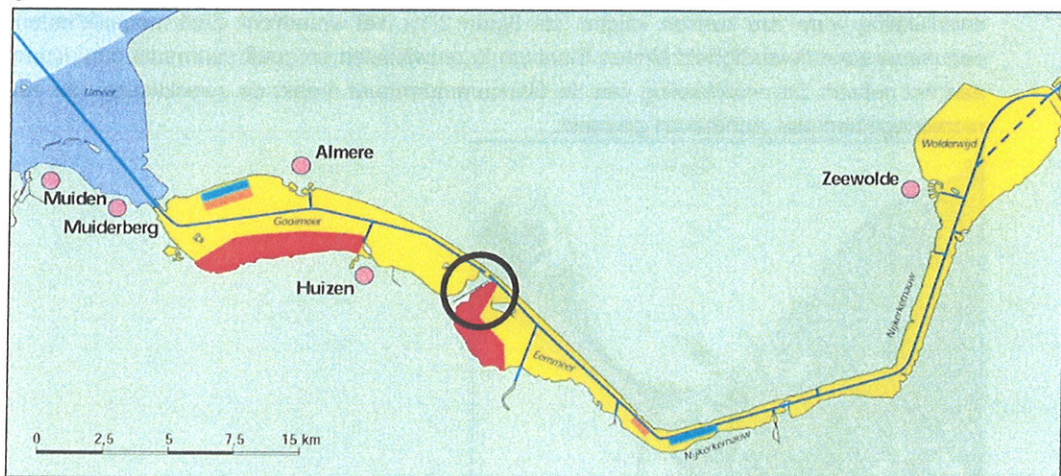 IJmeer
Almere
Muiden
Muiderberg
Gooimeer
Huizen
Eemmeer
Zeewolde
Wolderwijd
Nijkerkernauw
Nijkerkernauw
0 2,5 5 7,5 10 15 km